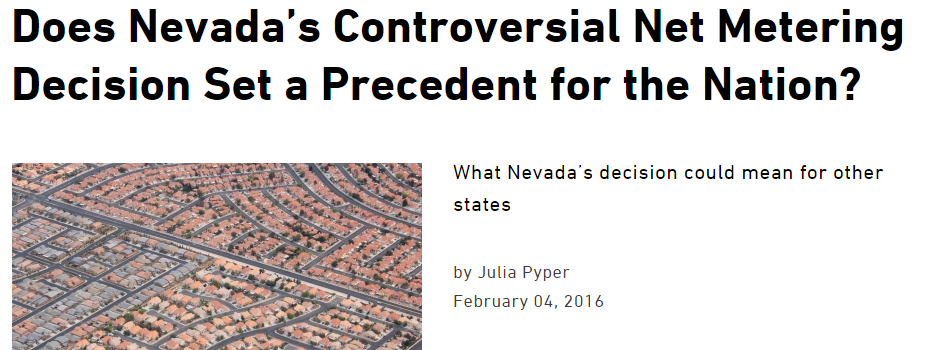 Does Nevada’s Controversial Net Metering
Decision Set a Precedent for the Nation?
What Nevada’s decision could mean for other
states
by Julia Pyper
February 04, 2016